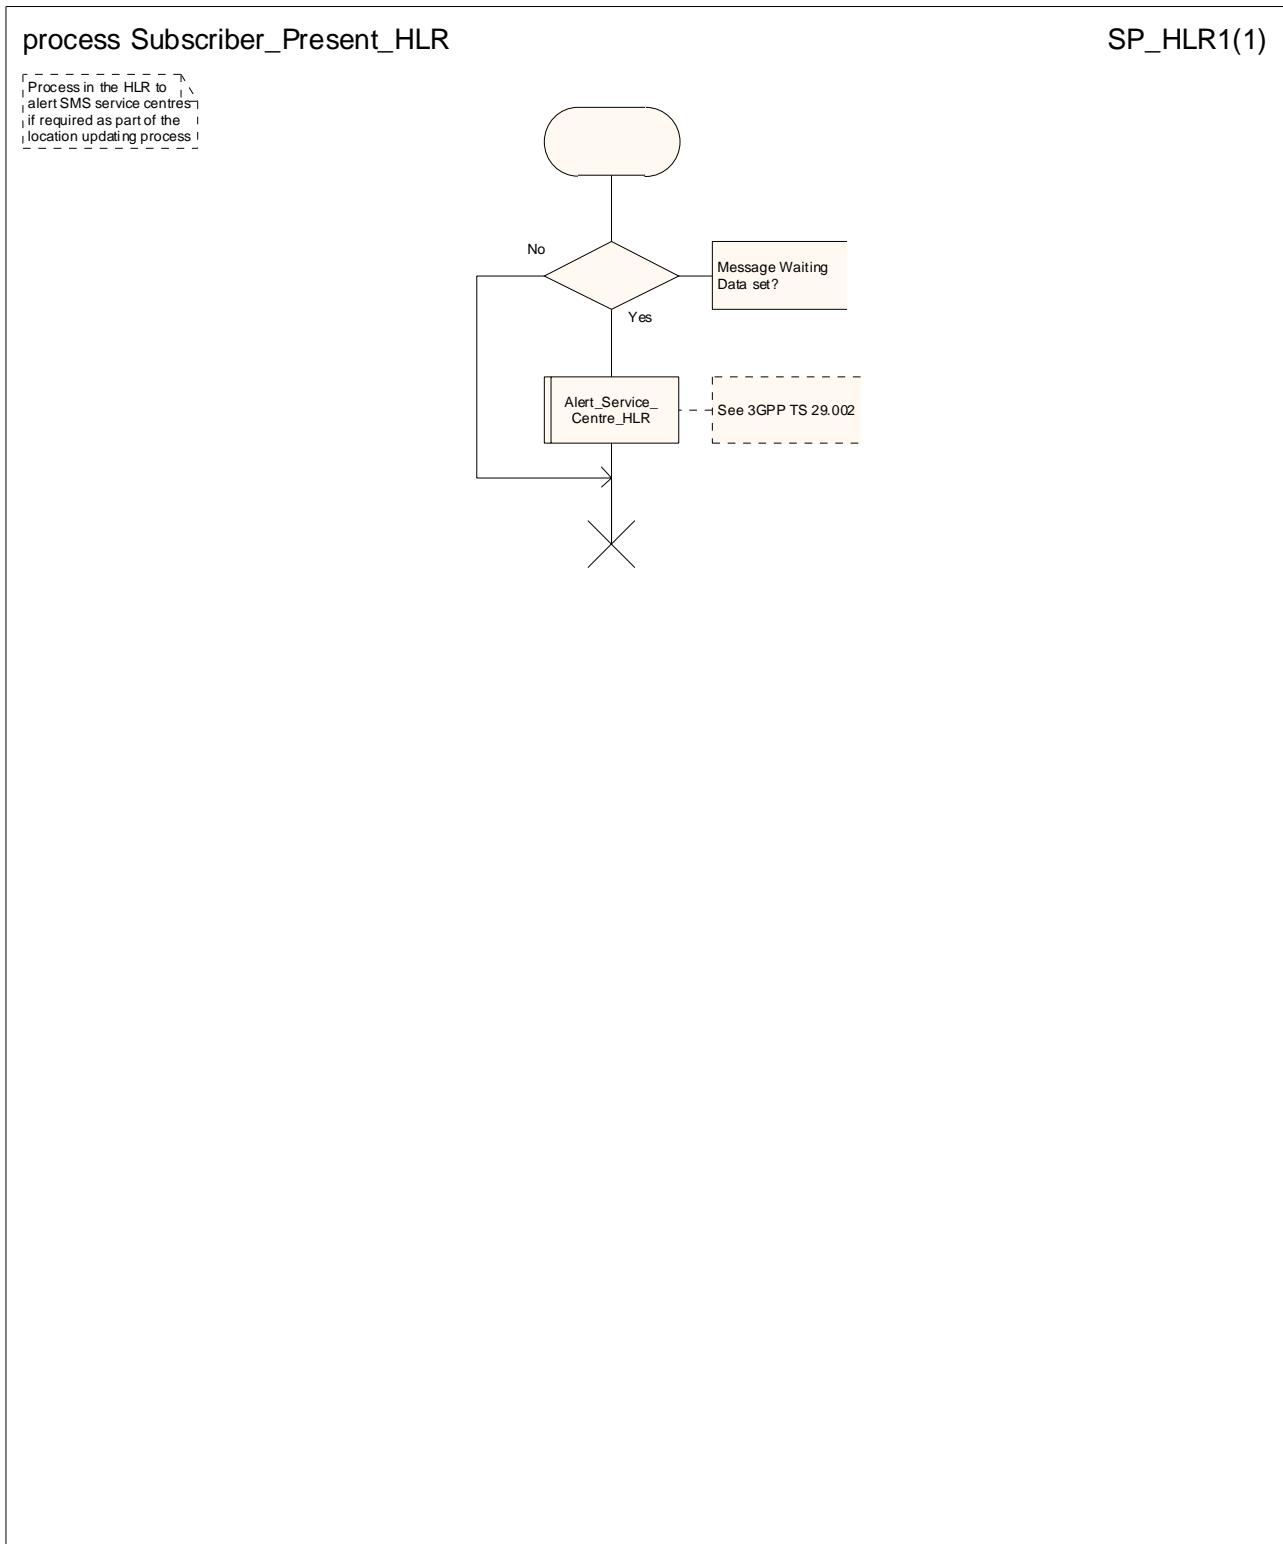 process Subscriber_Present_HLR
SP_HLR1(1)
Process in the HLR to
alert SMS service centres
if required as part of the
location updating process
No
Message Waiting
Data set?
Yes
Alert_Service_
Centre_HLR
See 3GPP TS 29.002